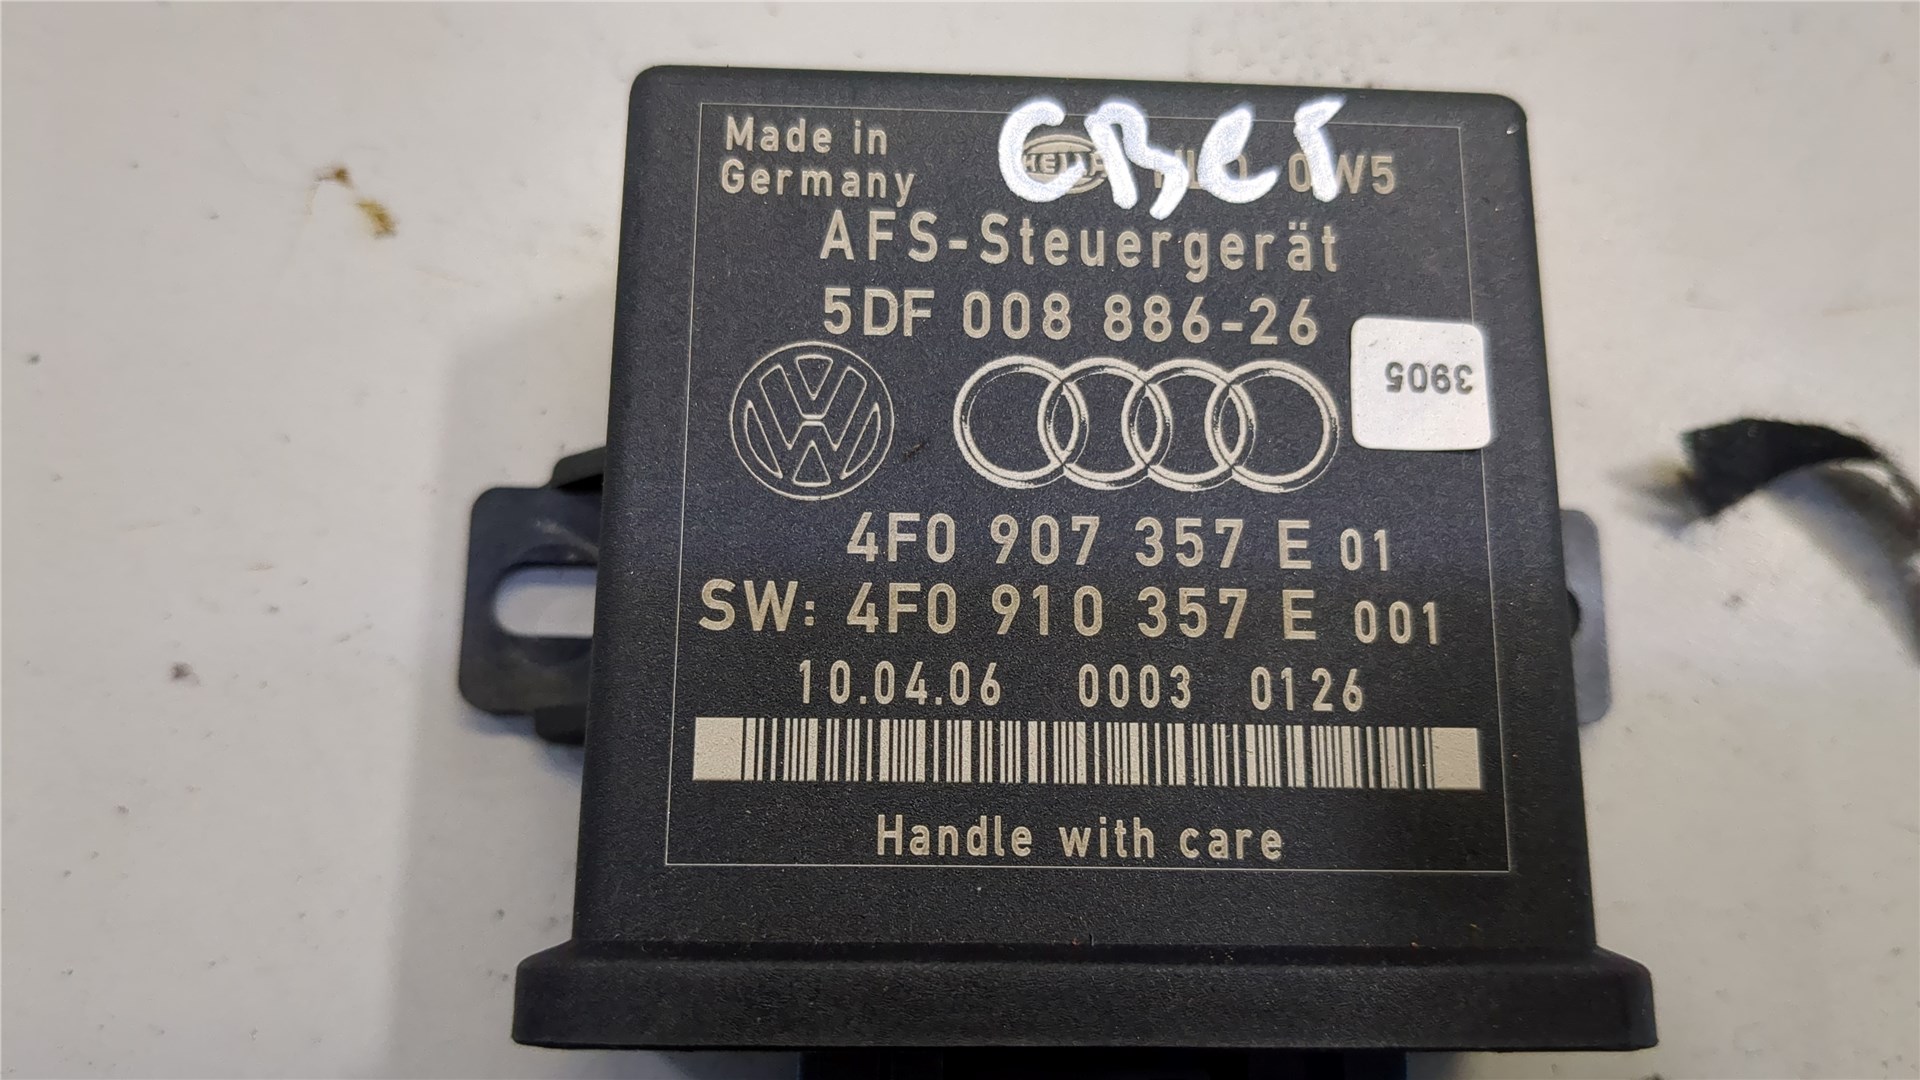 Made in
Germany
свет
HELLA
AFS-Steuergerät
5DF 008 886-26
3905
4F0 907 357 E 01
SW: 4F0 910 357 E 001
10.04.06 0003 0126
Handle with care